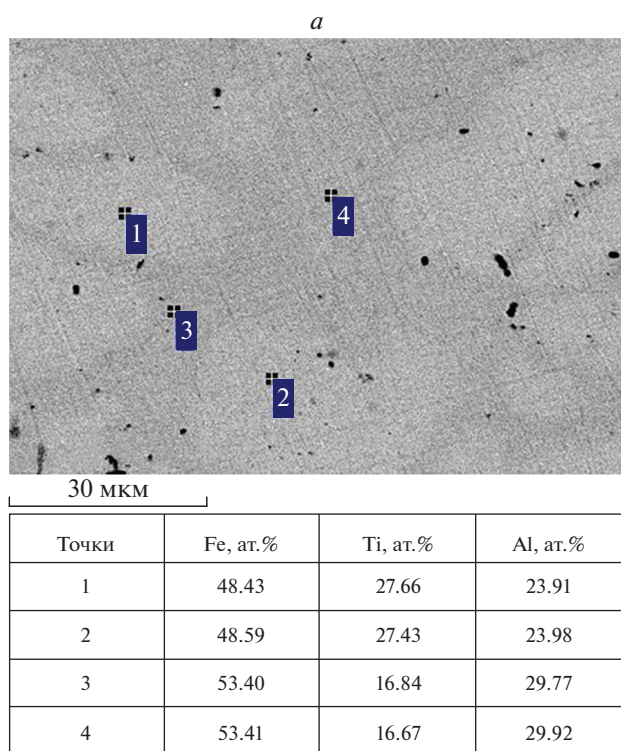 а
1
4
3
2
30 мкм
Точки Fe, ат.% Ti, ат.% Al, ат.%
1 48.43 27.66 23.91
2 48.59 27.43 23.98
3 53.40 16.84 29.77
4 53.41 16.67 29.92